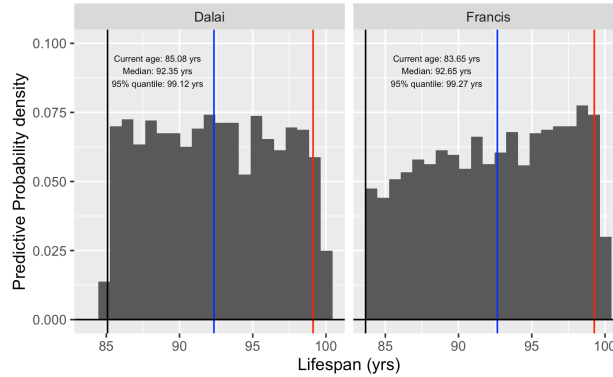 Dalai
Francis
Predictive Probability density
0.100
0.075
0.050
0.025
0.000
Current age: 85.08 yrs
Median: 92.35 yrs
95% quantile: 99.12 yrs
Current age: 83.65 yrs
Median: 92.65 yrs
95% quantile: 99.27 yrs
85
90
95
100
85
90
95
100
Lifespan (yrs)